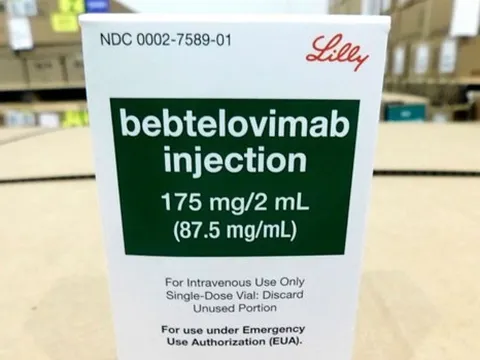 NDC 0002-7589-01
Lilly
bebtelovimab
injection
175 mg/2 mL
(87.5 mg/mL)
For Intravenous Use Only
Single-Dose Vial: Discard
Unused Portion
For use under Emergency
Use Authorization (EUA).